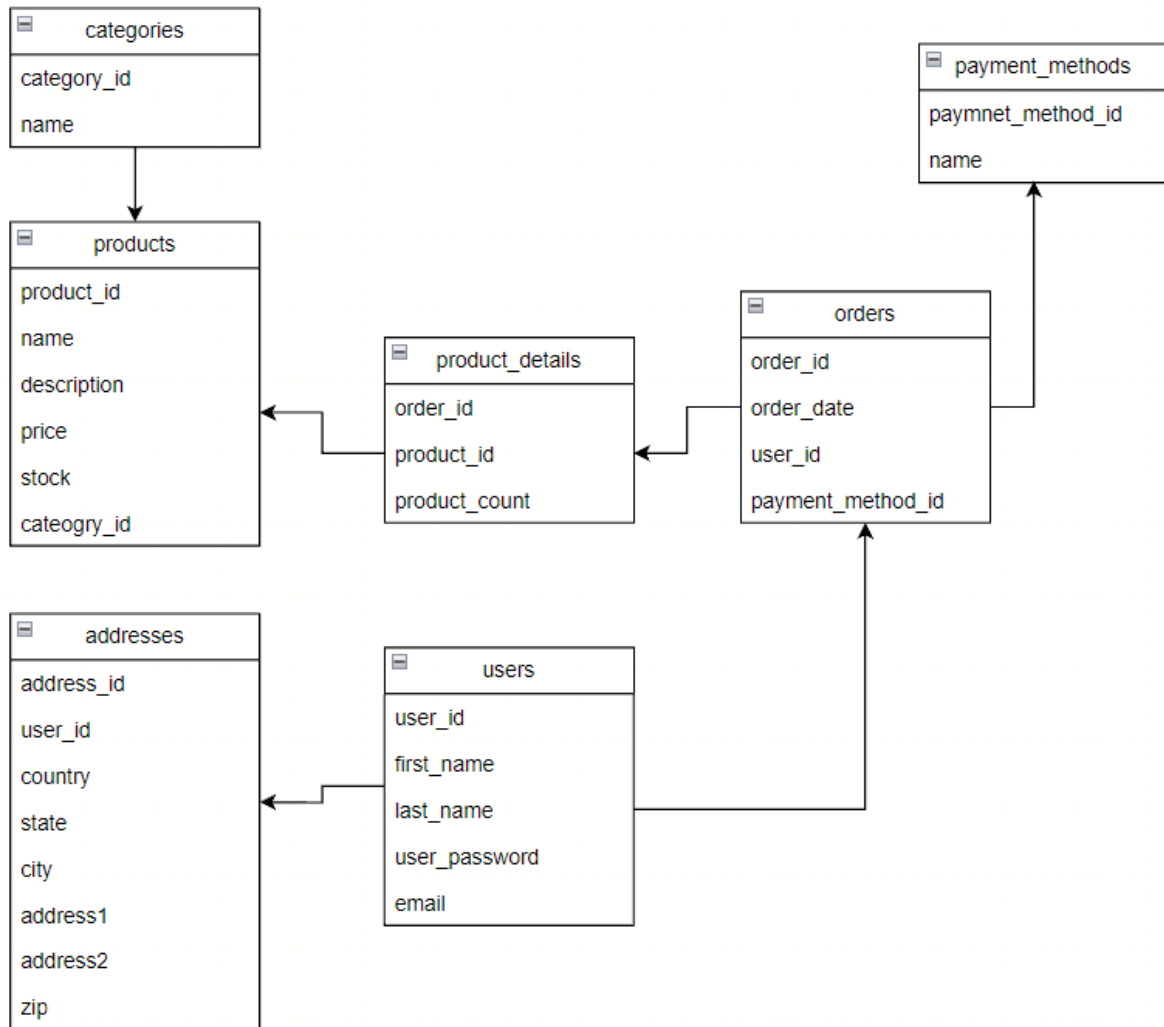 categories
category_id
name
payment_methods
paymnet_method_id
name
products
product_id
name
description
price
stock
cateogry_id
product_details
order_id
product_id
product_count
orders
order_id
order_date
user_id
payment_method_id
addresses
address_id
user_id
country
state
city
address1
address2
zip
users
user_id
first_name
last_name
user_password
email